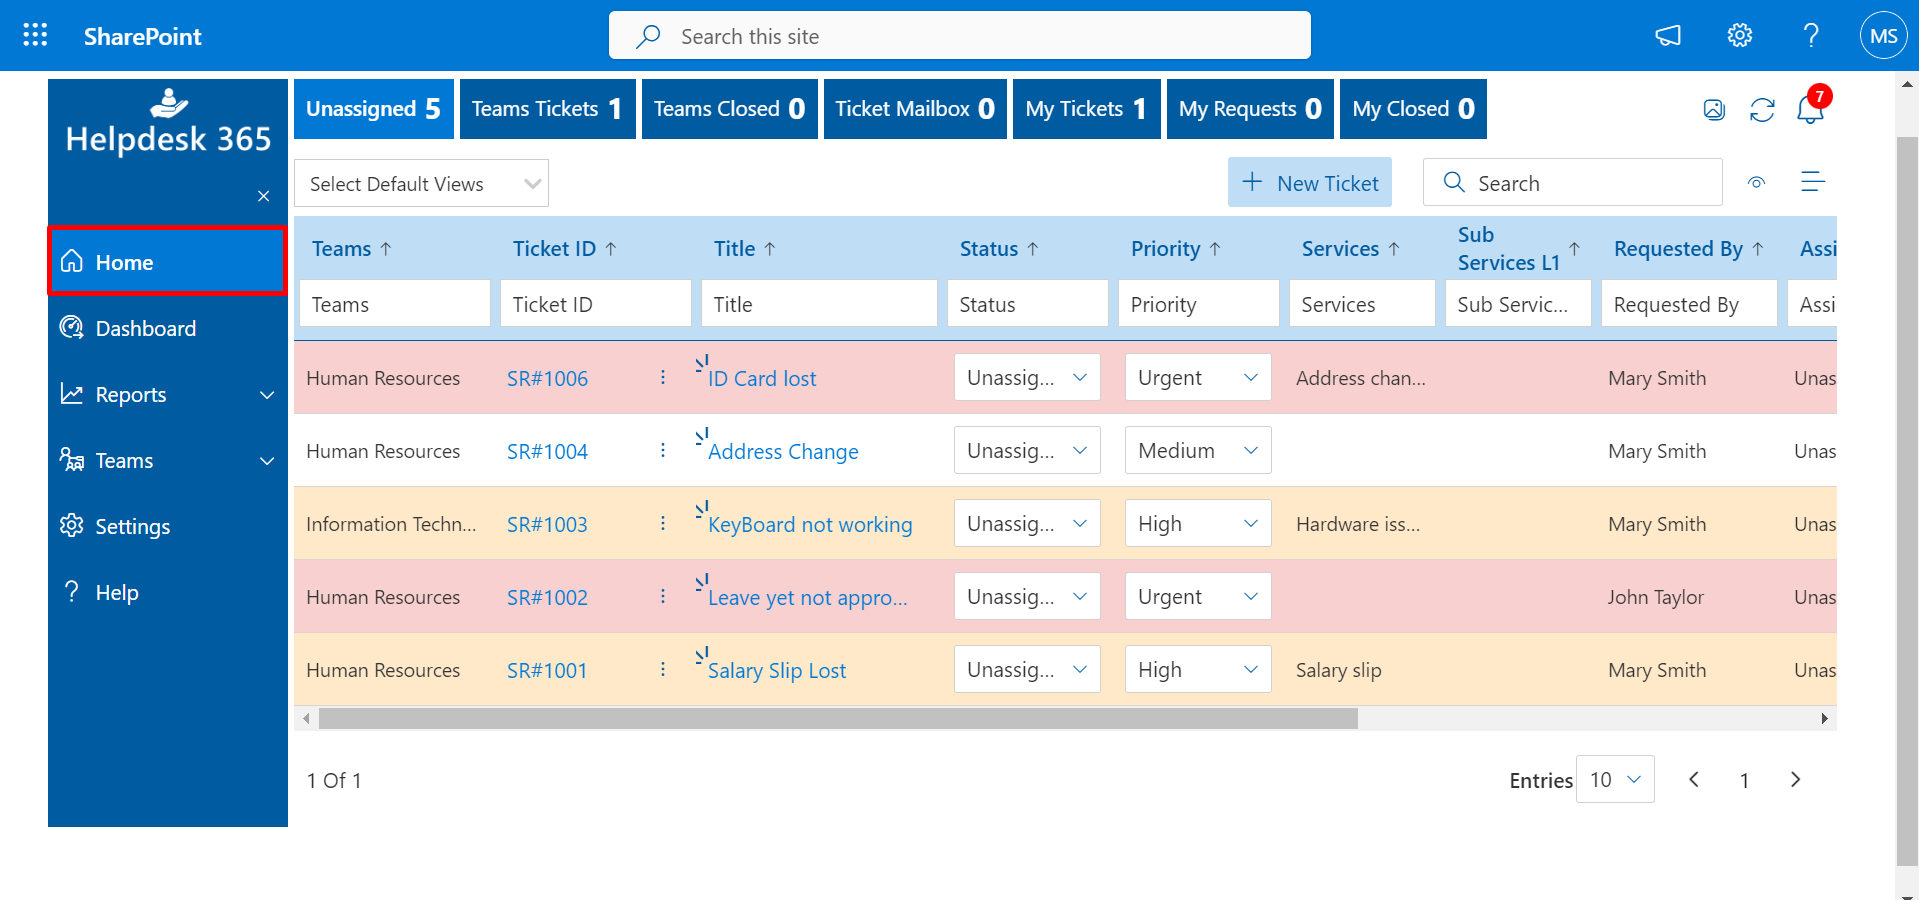 SharePoint
Search this site
MS
Helpdesk 365
Home
Dashboard
Reports
Teams
Settings
Help
Unassigned 5
Teams Tickets 1
Teams Closed 0
Ticket Mailbox 0
My Tickets 1
My Requests 0
My Closed 0
7
Select Default Views
New Ticket
Search
Teams Ticket ID Title Status Priority Services Sub Services L1 Requested By Assi
Teams Ticket ID Title Status Priority Services Sub Servic... Requested By Assi
Human Resources SR#1006 ID Card lost Unassig... Urgent Address chan... Mary Smith Unas
Human Resources SR#1004 Address Change Unassig... Medium Mary Smith Unas
Information Techn... SR#1003 KeyBoard not working Unassig... High Hardware iss... Mary Smith Unas
Human Resources SR#1002 Leave yet not appro... Unassig... Urgent John Taylor Unas
Human Resources SR#1001 Salary Slip Lost Unassig... High Salary slip Mary Smith Unas
1 Of 1
Entries 10 1